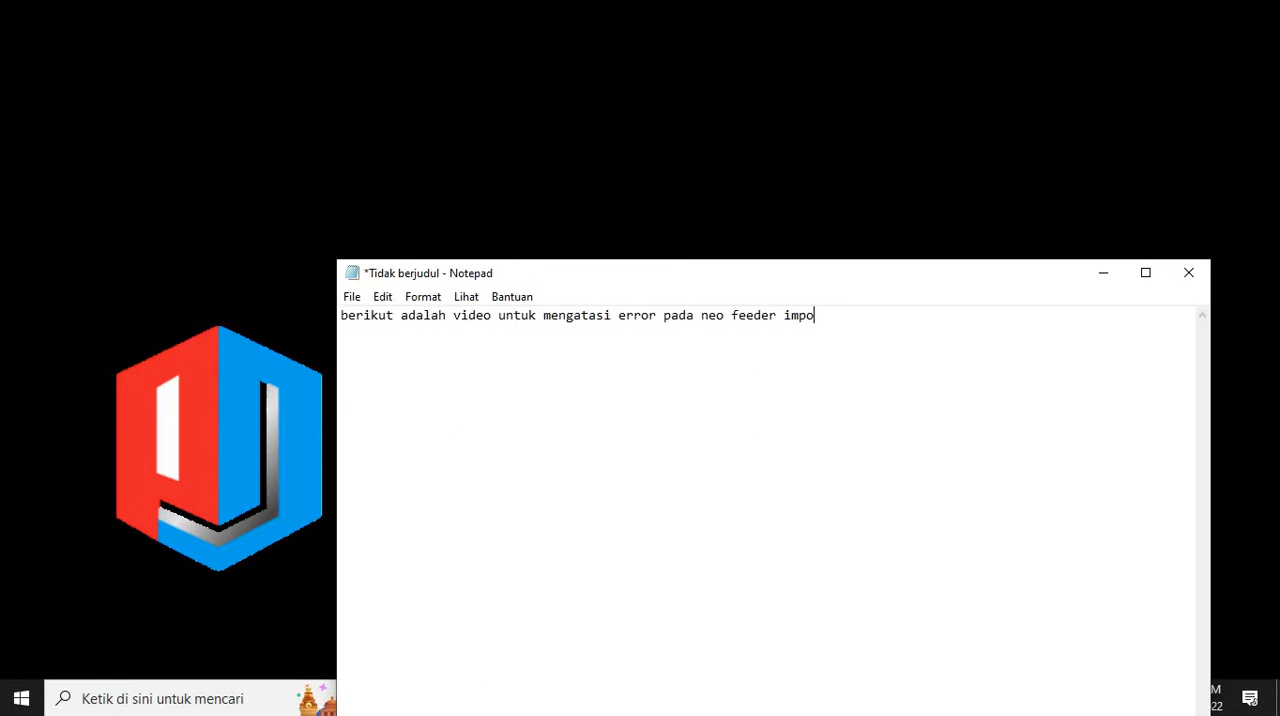 *Tidak berjudul - Notepad
File Edit Format Lihat Bantuan
berikut adalah video untuk mengatasi error pada neo feeder impo
Ketik di sini untuk mencari
M
22